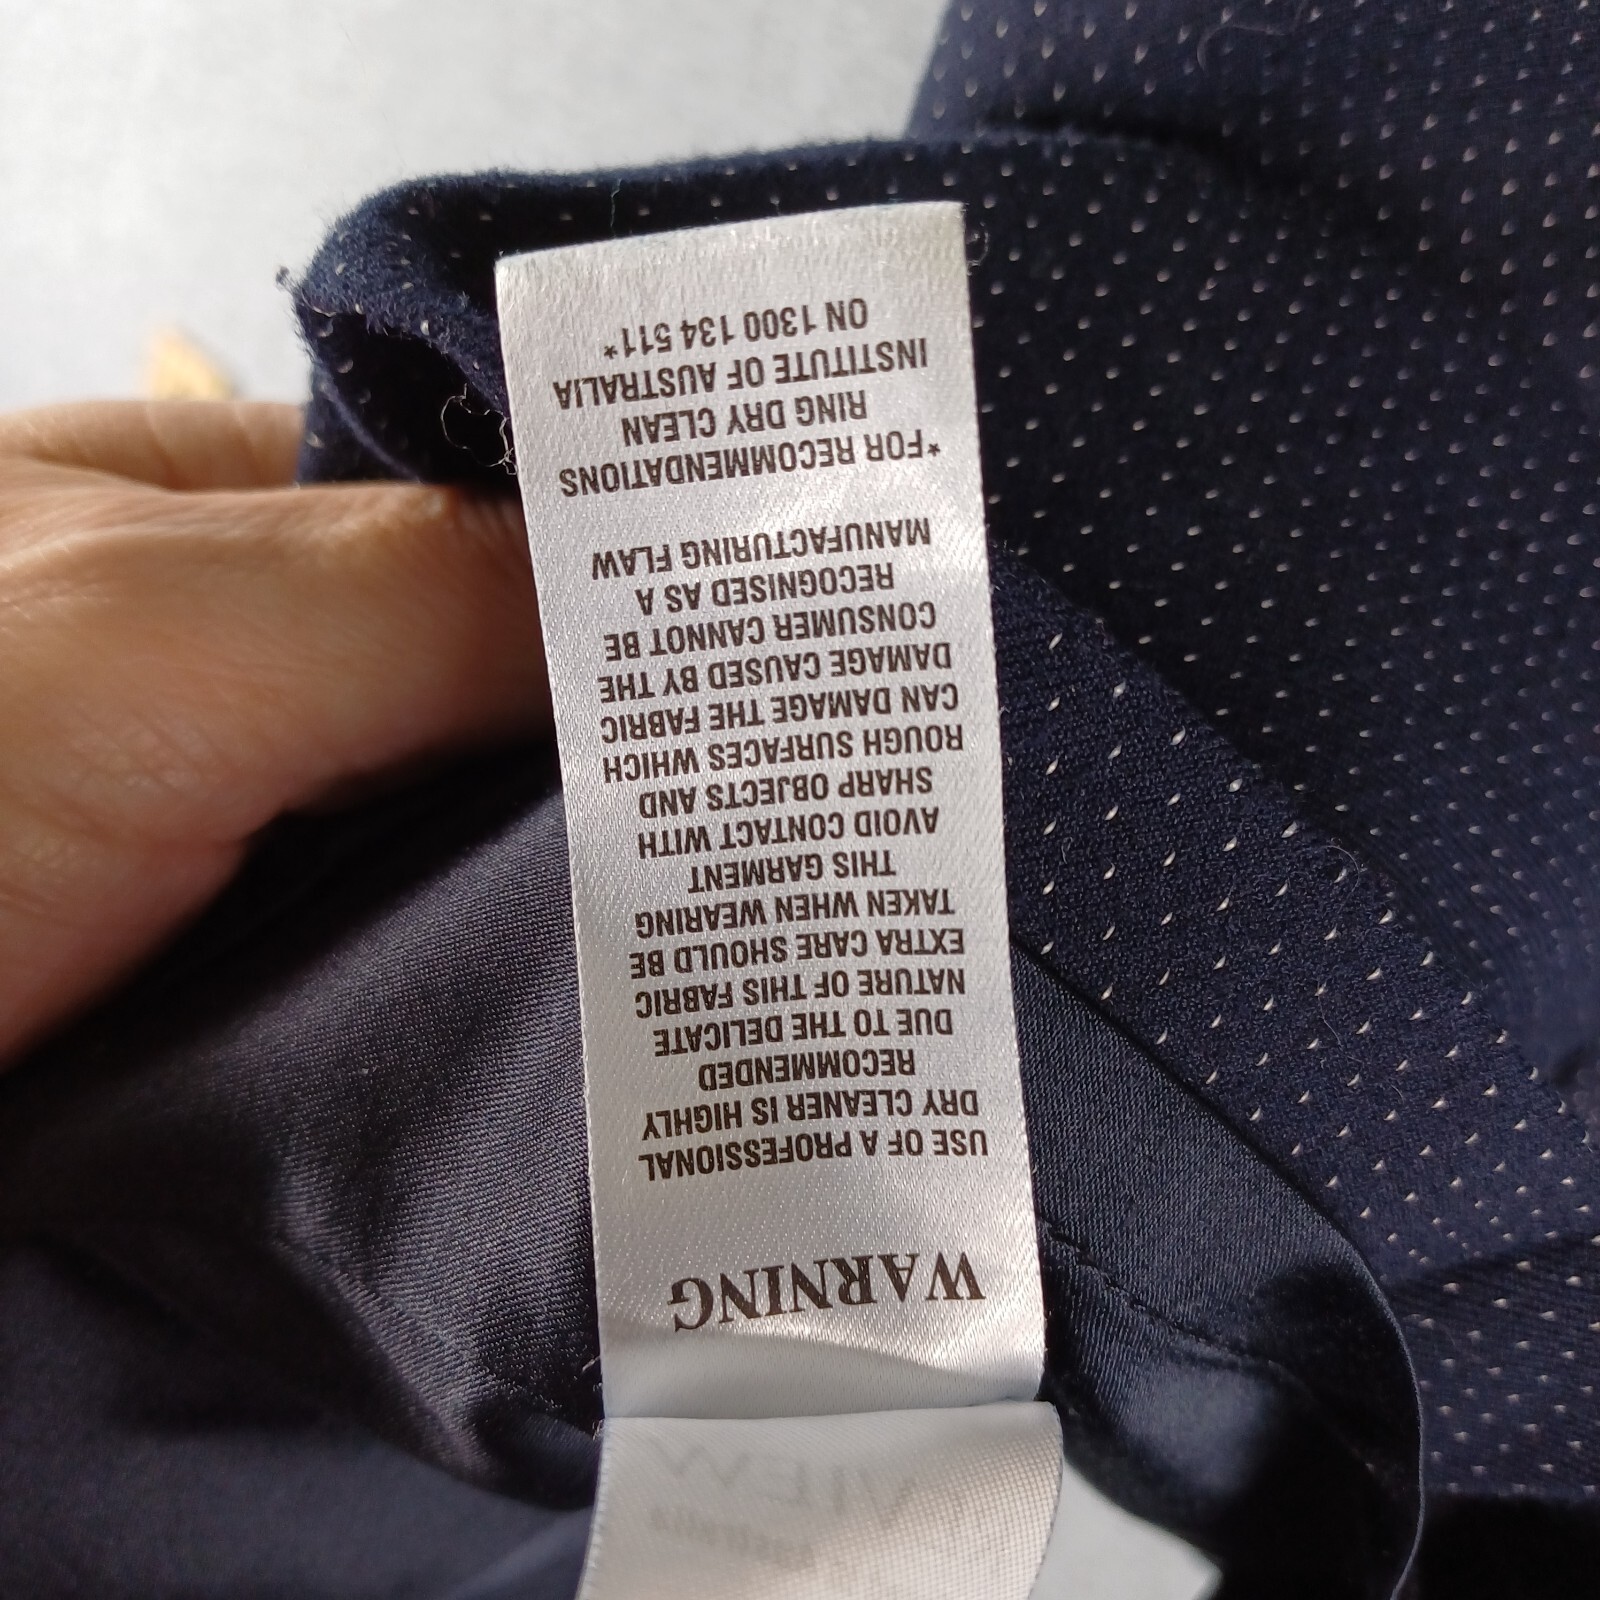 WARNING
USE OF A PROFESSIONAL
DRY CLEANER IS HIGHLY
RECOMMENDED
DUE TO THE DELICATE
NATURE OF THIS FABRIC
EXTRA CARE SHOULD BE
TAKEN WHEN WEARING
THIS GARMENT
AVOID CONTACT WITH
SHARP OBJECTS AND
ROUGH SURFACES WHICH
CAN DAMAGE THE FABRIC
DAMAGE CAUSED BY THE
CONSUMER CANNOT BE
RECOGNISED AS A
MANUFACTURING FLAW
*FOR RECOMMENDATIONS
RING DRY CLEAN
INSTITUTE OF AUSTRALIA
ON 1300 134 511*